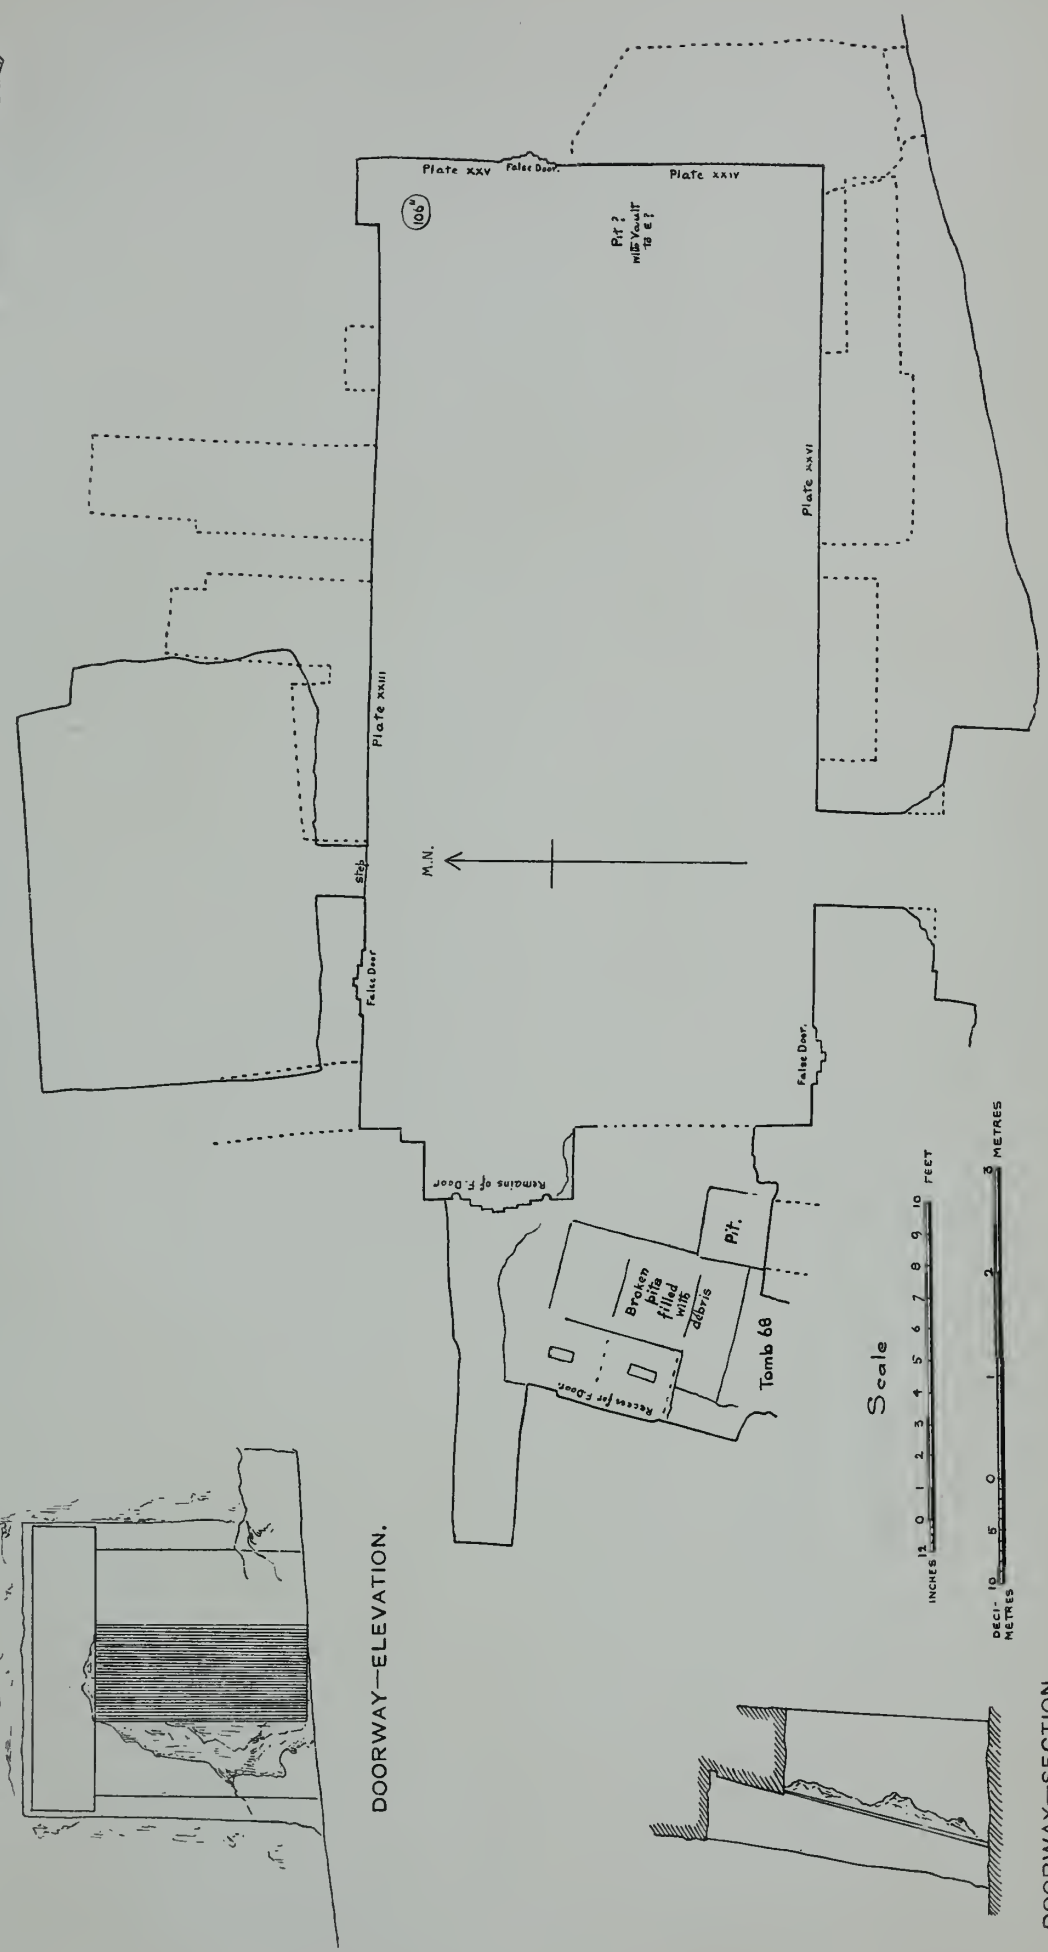 Plate XXV
False Door.
Plate XXIV
106"
Pit?
with Vault
to E?
Plate XXVI
Plate XXIII
M.N.
Step
False Door
False Door.
Remains of F. Door
Pit.
Broken
pits
filled
with
débris
Recess for F. Door.
Tomb 68
Scale
INCHES 12 0 1 2 3 4 5 6 7 8 9 10 FEET
DECI-
METRES 10 5 0 1 2 3 METRES
DOORWAY—ELEVATION.
DOORWAY—SECTION